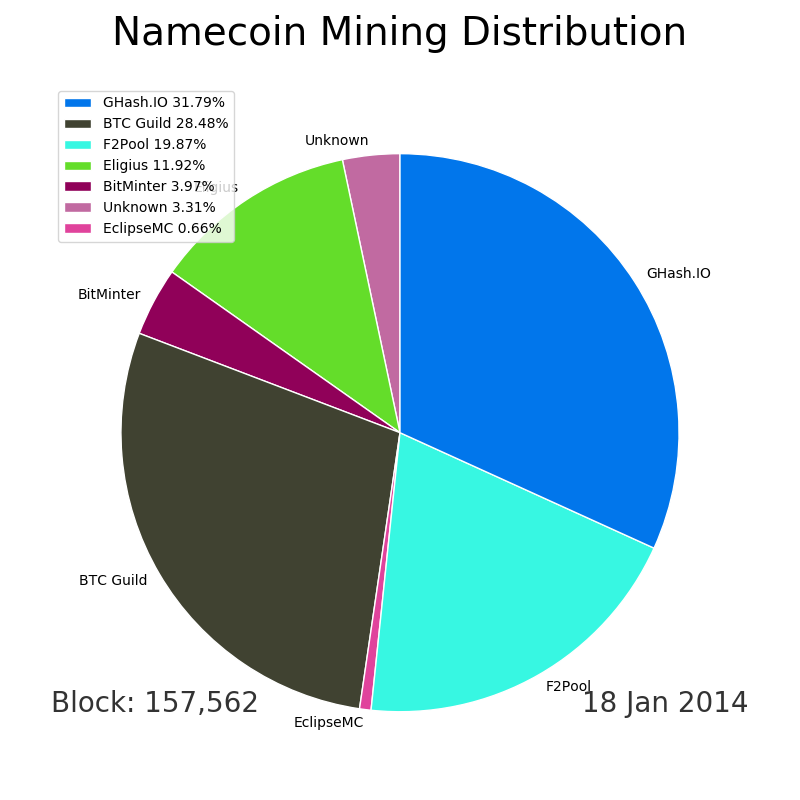 Namecoin Mining Distribution
GHash.IO 31.79%
BTC Guild 28.48%
F2Pool 19.87%
Eligius 11.92%
BitMinter 3.97%
Unknown 3.31%
EclipseMC 0.66%
Unknown
Eligius
GHash.IO
BitMinter
BTC Guild
F2Pool
EclipseMC
Block: 157,562
18 Jan 2014